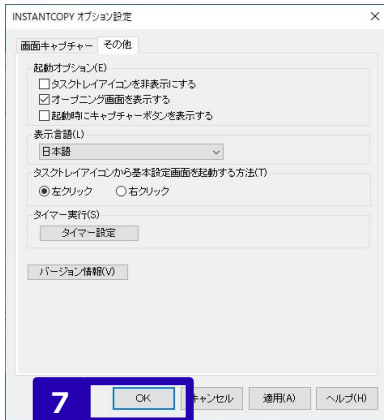 INSTANTCOPY オプション設定
画面キャプチャー その他
起動オプション(E)
タスクトレイアイコンを非表示にする
オープニング画面を表示する
起動時にキャプチャーボタンを表示する
表示言語(L)
日本語
タスクトレイアイコンから基本設定画面を起動する方法(T)
左クリック 右クリック
タイマー実行(S)
タイマー設定
バージョン情報(V)
7 OK キャンセル 適用(A) ヘルプ(H)